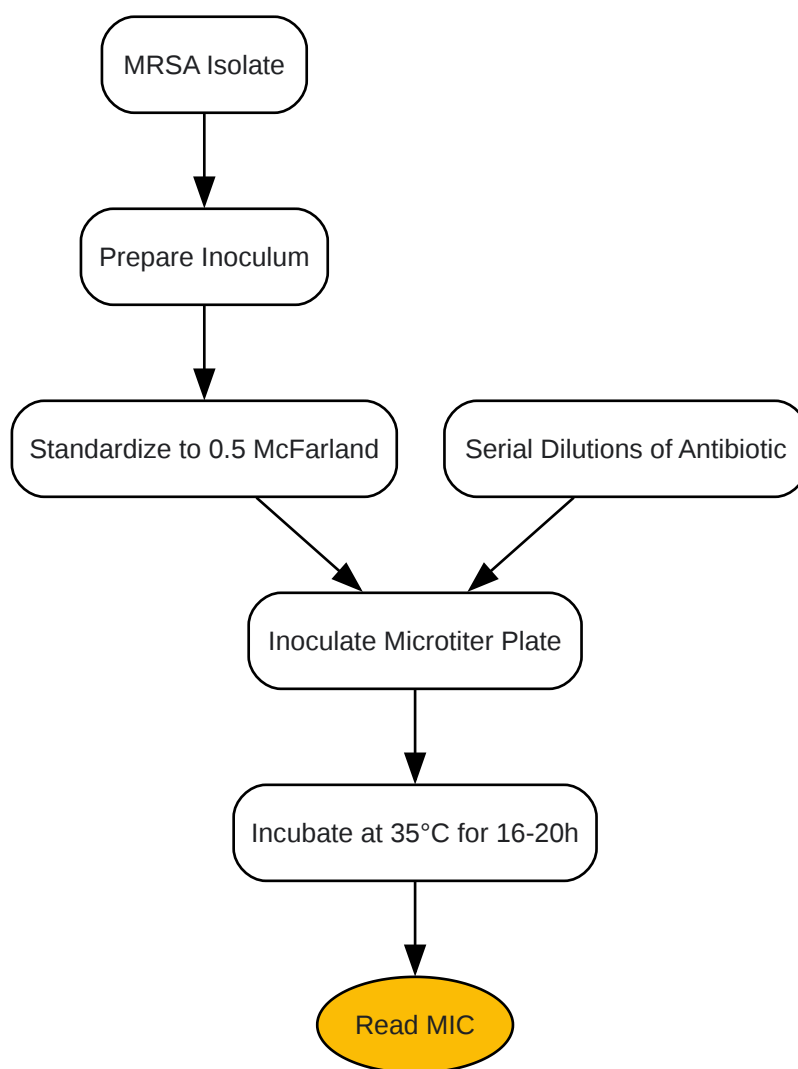 MRSA Isolate
Prepare Inoculum
Standardize to 0.5 McFarland
Serial Dilutions of Antibiotic
Inoculate Microtiter Plate
Incubate at 35°C for 16-20h
Read MIC